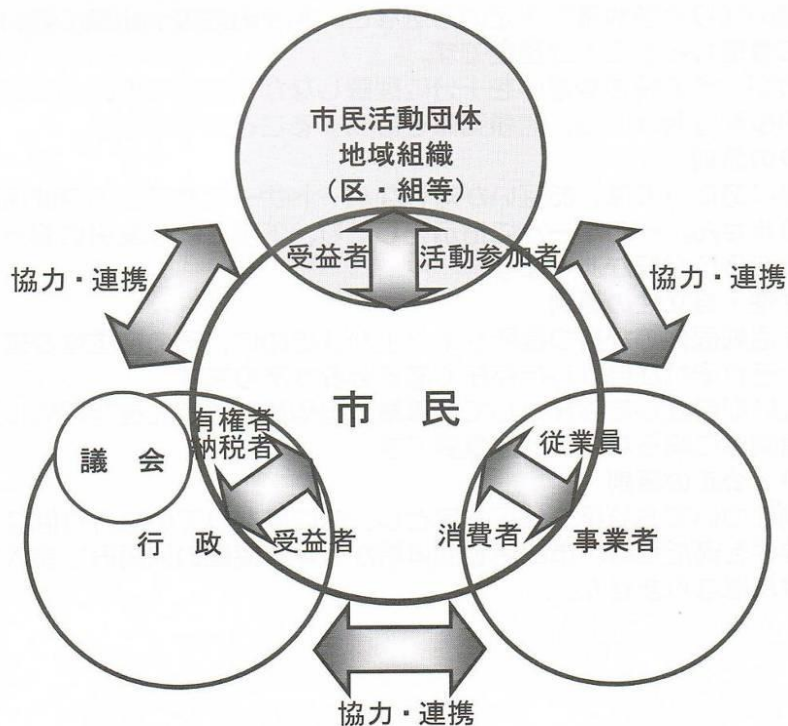 市民活動団体
地域組織
（区・組等）
受益者
活動参加者
協力・連携
協力・連携
市　民
有権者
納税者
議　会
従業員
行　政
受益者
消費者
事業者
協力・連携